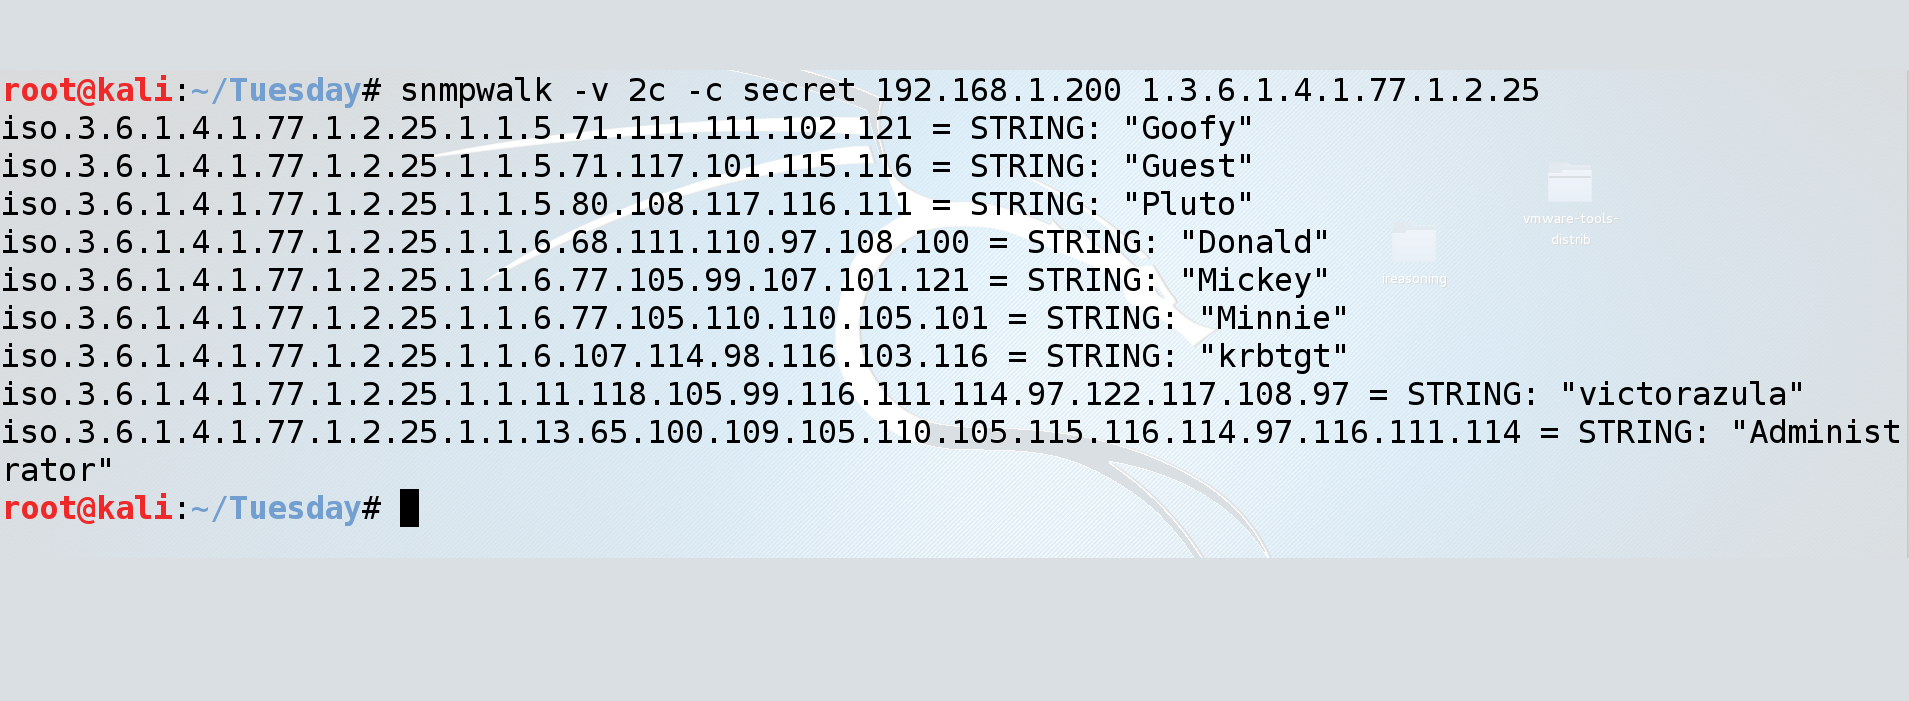 root@kali:~/Tuesday# snmpwalk -v 2c -c secret 192.168.1.200 1.3.6.1.4.1.77.1.2.25
iso.3.6.1.4.1.77.1.2.25.1.1.5.71.111.111.102.121 = STRING: "Goofy"
iso.3.6.1.4.1.77.1.2.25.1.1.5.71.117.101.115.116 = STRING: "Guest"
iso.3.6.1.4.1.77.1.2.25.1.1.5.80.108.117.116.111 = STRING: "Pluto"
vmware-tools-
distrib
iso.3.6.1.4.1.77.1.2.25.1.1.6.68.111.110.97.108.100 = STRING: "Donald"
iso.3.6.1.4.1.77.1.2.25.1.1.6.77.105.99.107.101.121 = STRING: "Mickey"
ireasoning
iso.3.6.1.4.1.77.1.2.25.1.1.6.77.105.110.110.105.101 = STRING: "Minnie"
iso.3.6.1.4.1.77.1.2.25.1.1.6.107.114.98.116.103.116 = STRING: "krbtgt"
iso.3.6.1.4.1.77.1.2.25.1.1.11.118.105.99.116.111.114.97.122.117.108.97 = STRING: "victorazula"
iso.3.6.1.4.1.77.1.2.25.1.1.13.65.100.109.105.110.105.115.116.114.97.116.111.114 = STRING: "Administ
rator"
root@kali:~/Tuesday#